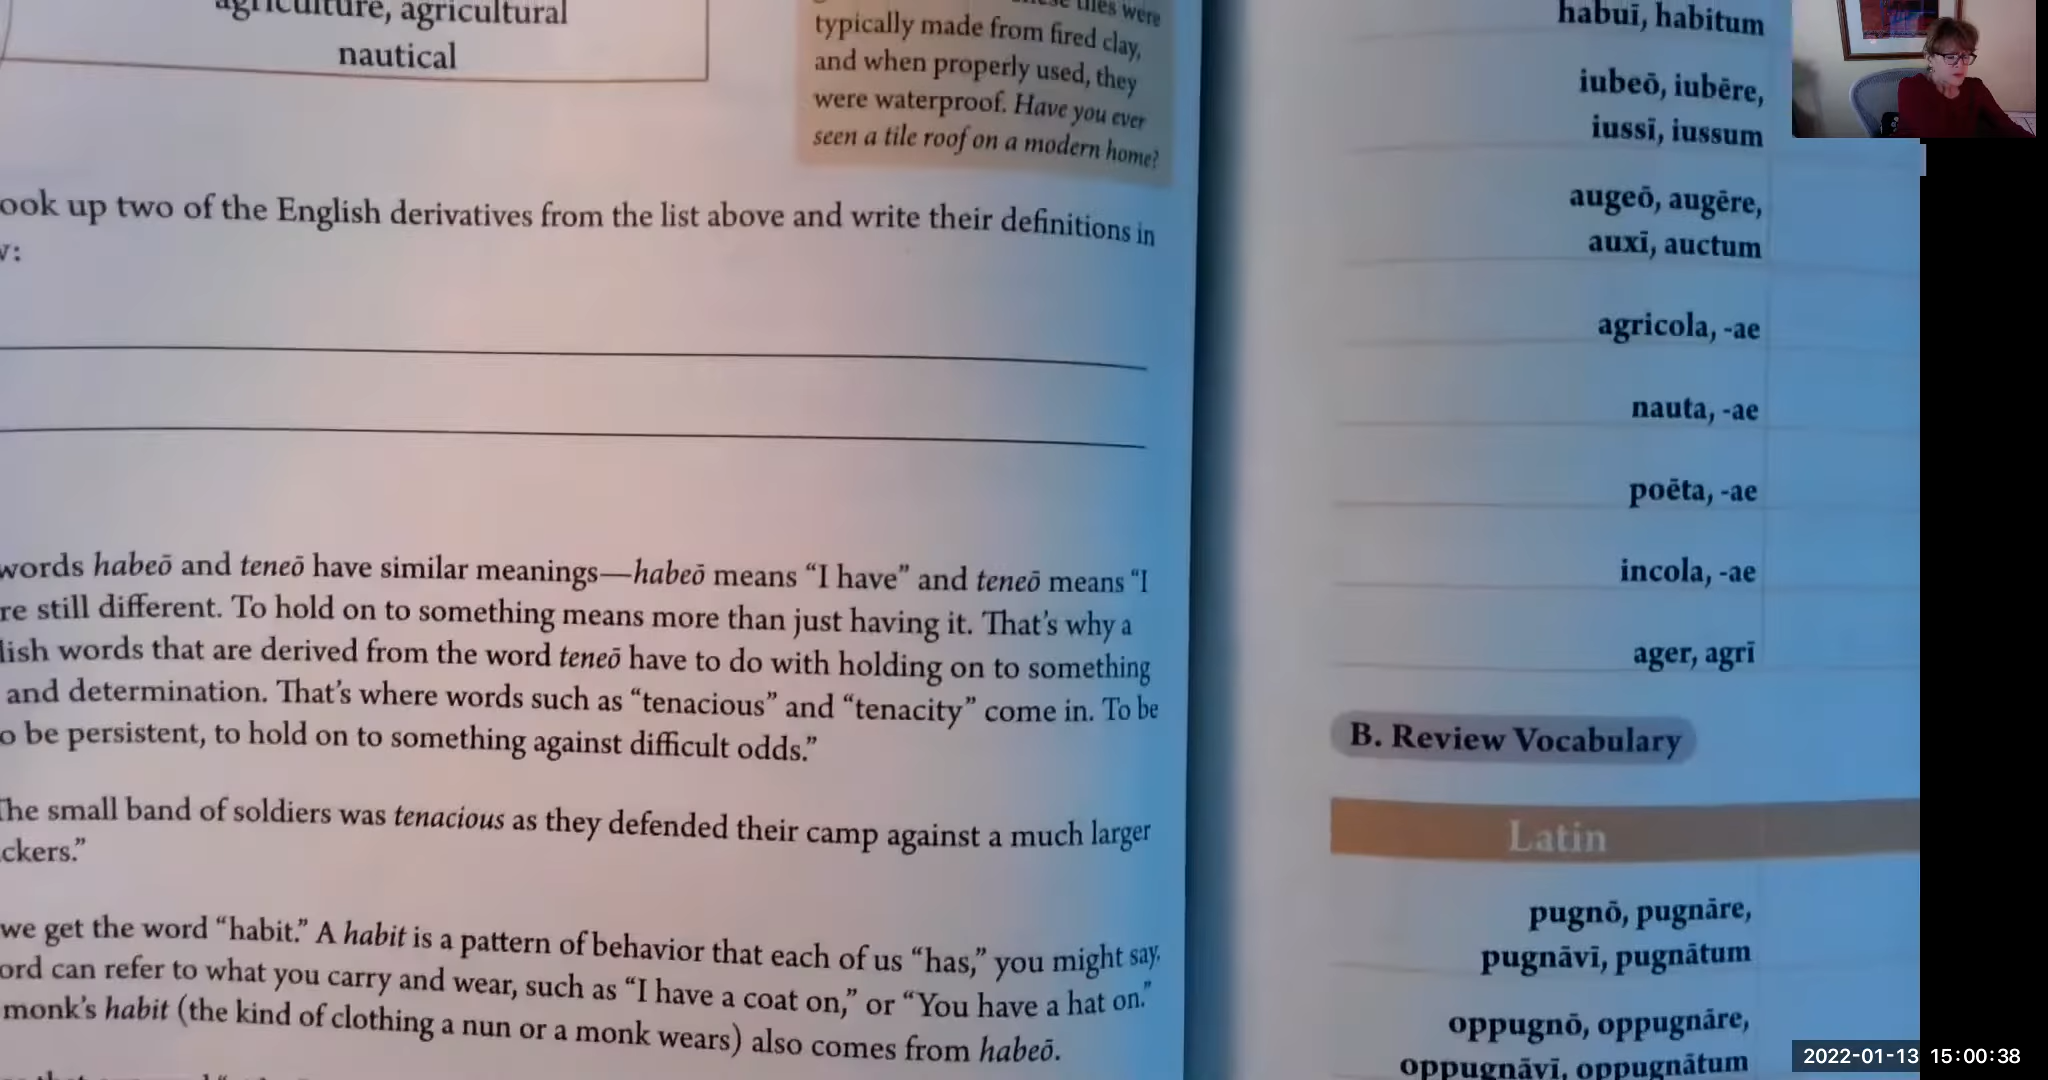 agriculture, agricultural
nautical
tiles were
typically made from fired clay,
and when properly used, they
were waterproof. Have you ever
seen a tile roof on a modern home?
ook up two of the English derivatives from the list above and write their definitions in
words habeō and teneō have similar meanings—habeō means “I have” and teneō means “I
re still different. To hold on to something means more than just having it. That’s why a
lish words that are derived from the word teneō have to do with holding on to something
and determination. That’s where words such as “tenacious” and “tenacity” come in. To be
o be persistent, to hold on to something against difficult odds.”
The small band of soldiers was tenacious as they defended their camp against a much larger
ckers.”
we get the word “habit.” A habit is a pattern of behavior that each of us “has,” you might say.
ord can refer to what you carry and wear, such as “I have a coat on,” or “You have a hat on.”
monk’s habit (the kind of clothing a nun or a monk wears) also comes from habeō.
habuī, habitum
iubeō, iubēre,
iussī, iussum
augeō, augēre,
auxī, auctum
agricola, -ae
nauta, -ae
poēta, -ae
incola, -ae
ager, agrī
B. Review Vocabulary
Latin
pugnō, pugnāre,
pugnāvī, pugnātum
oppugnō, oppugnāre,
oppugnāvī, oppugnātum
2022-01-13 15:00:38